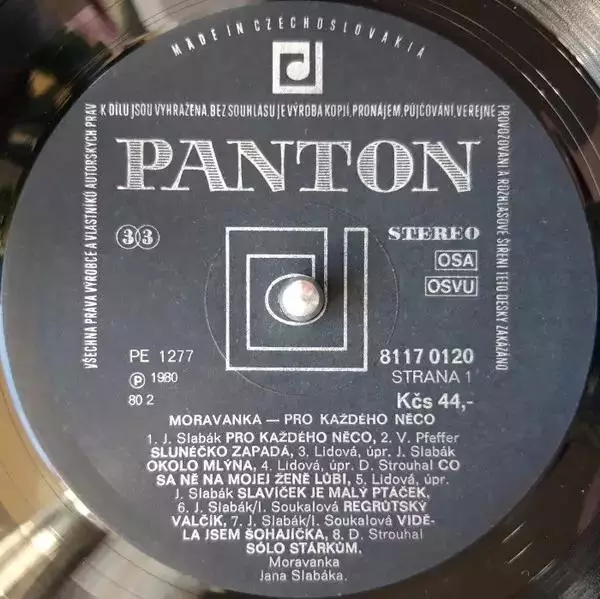 MADE IN CZECHOSLOVAKIA
VŠECHNA PRÁVA VÝROBCE A VLASTNÍKŮ AUTORSKÝCH PRÁV
K DÍLU JSOU VYHRAZENA. BEZ SOUHLASU JE VÝROBA KOPIÍ, PRONÁJEM, PŮJČOVÁNÍ, VEŘEJNÉ
PROVOZOVÁNÍ A ROZHLASOVÉ ŠÍŘENÍ TÉTO DESKY ZAKÁZÁNO
PANTON
33
STEREO
OSA
OSVU
PE 1277
8117 0120
Ⓟ 1980
STRANA 1
80 2
Kčs 44,-
MORAVANKA — PRO KAŽDÉHO NĚCO
1. J. Slabák PRO KAŽDÉHO NĚCO, 2. V. Pfeffer
SLUNÉČKO ZAPADÁ, 3. Lidová, úpr. J. Slabák
OKOLO MLÝNA, 4. Lidová, úpr. D. Strouhal CO
SA NĚ NA MOJEJ ŽENĚ LÚBI, 5. Lidová, úpr.
J. Slabák SLAVÍČEK JE MALÝ PTÁČEK,
6. J. Slabák/I. Soukalová REGRŮTSKÝ
VALČÍK, 7. J. Slabák/I. Soukalová VIDĚ-
LA JSEM ŠOHAJÍČKA, 8. D. Strouhal
SÓLO STÁRKŮM.
Moravanka
Jana Slabáka.